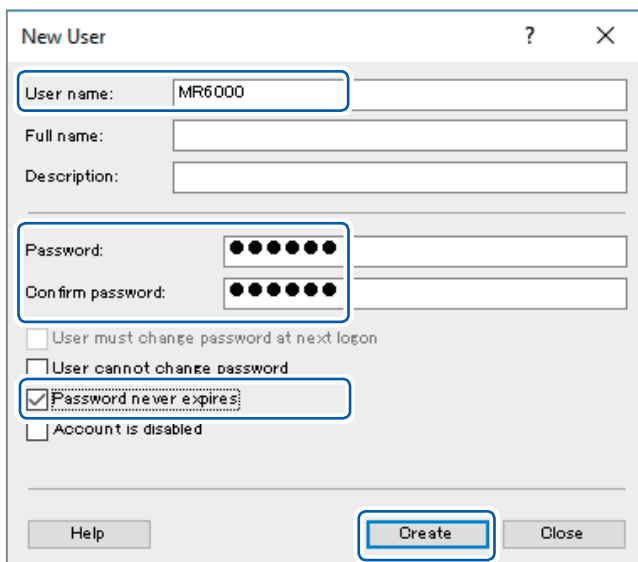 New User ? ×
User name: MR6000
Full name:
Description:
Password: ●●●●●●
Confirm password: ●●●●●●
User must change password at next logon
User cannot change password
Password never expires
Account is disabled
Help Create Close